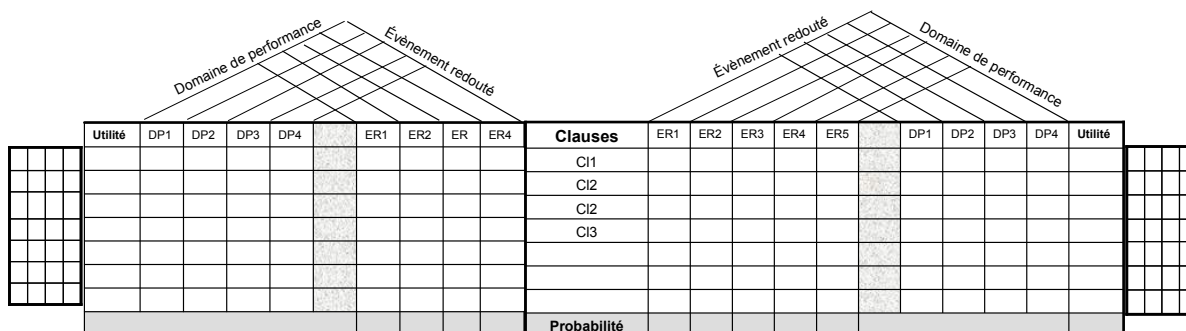 Domaine de performance
Évènement redouté
Évènement redouté
Domaine de performance
Utilité DP1 DP2 DP3 DP4 ER1 ER2 ER ER4 Clauses ER1 ER2 ER3 ER4 ER5 DP1 DP2 DP3 DP4 Utilité
Cl1
Cl2
Cl2
Cl3
Probabilité